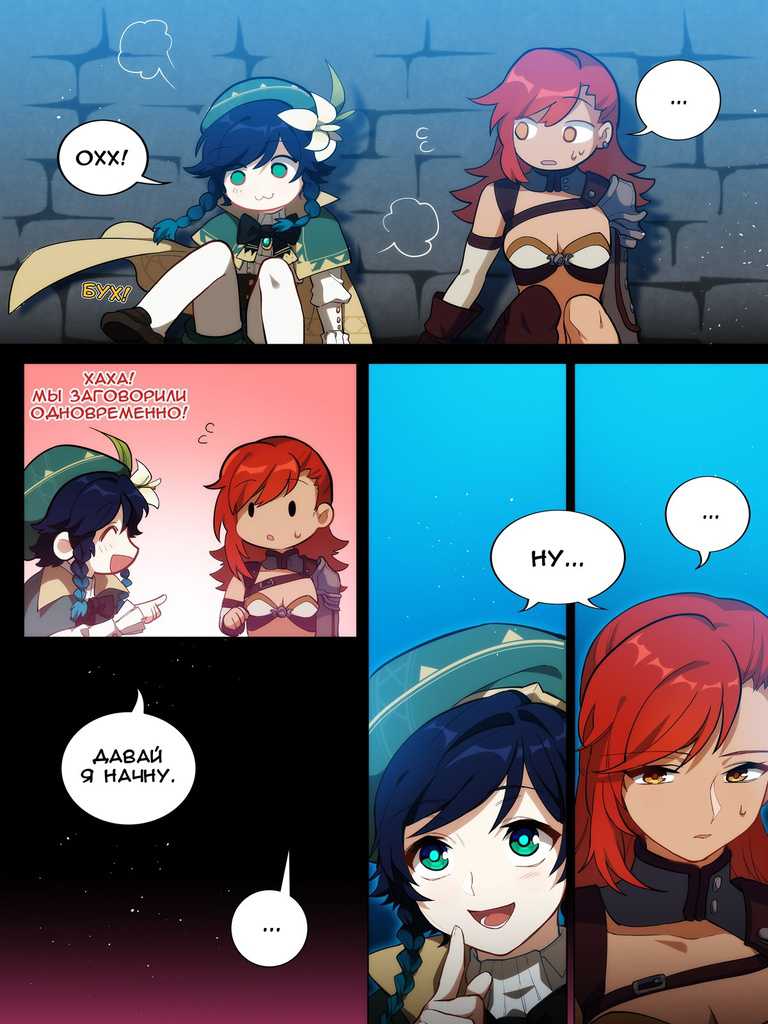 ...
ОХХ!
БУХ!
ХАХА!
МЫ ЗАГОВОРИЛИ
ОДНОВРЕМЕННО!
НУ...
...
ДАВАЙ
Я НАЧНУ.
...